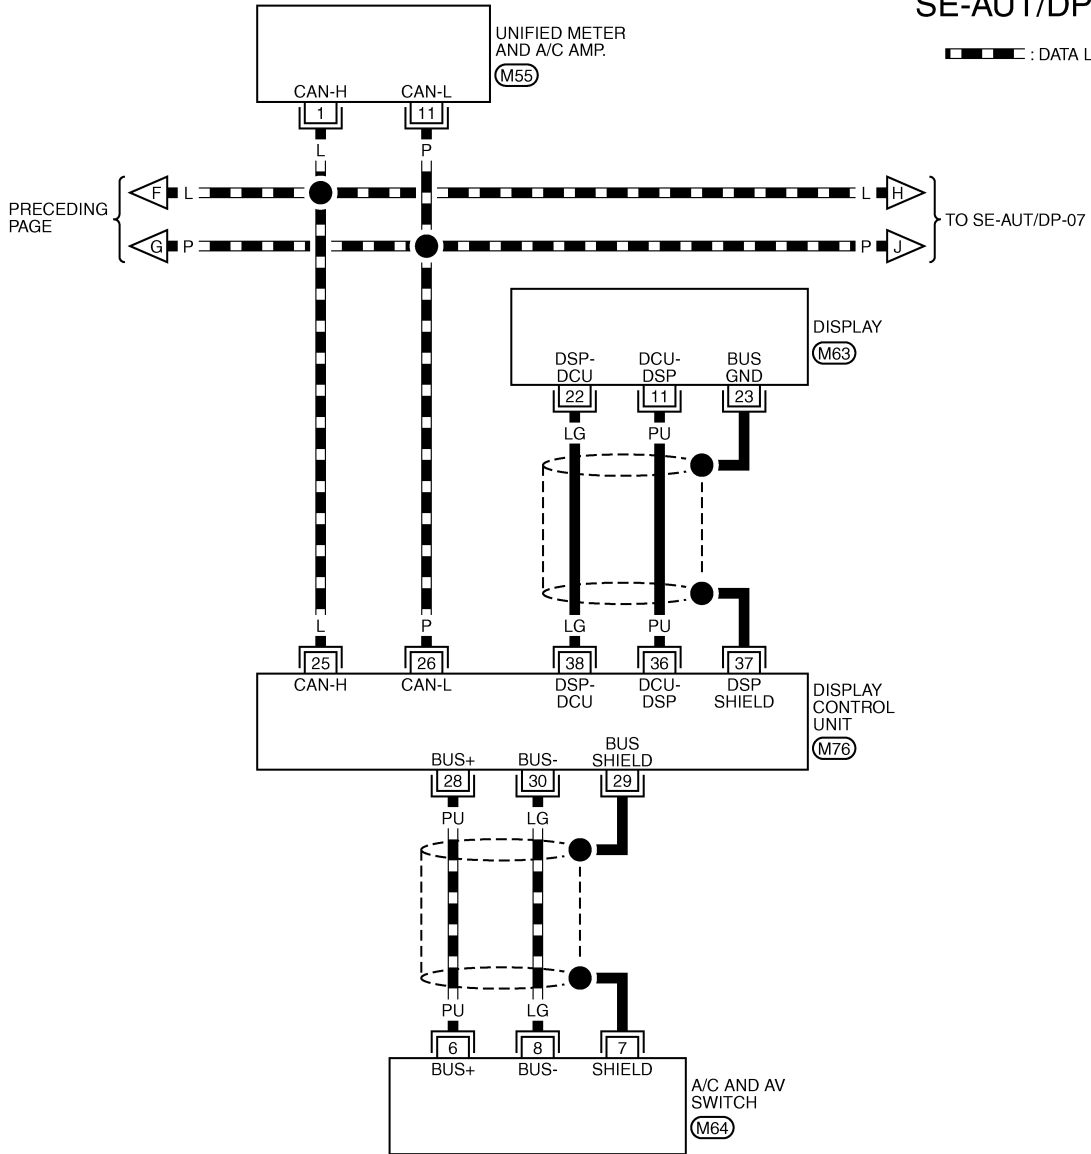 SE-AUT/DP
: DATA L
UNIFIED METER
AND A/C AMP.
M55
CAN-H CAN-L
1 11
L P
PRECEDING
PAGE
F L L H
G P P J
TO SE-AUT/DP-07
DISPLAY
M63
DSP-
DCU
DCU-
DSP
BUS
GND
22 11 23
LG PU
L P LG PU
25 26 38 36 37
CAN-H CAN-L
DSP-
DCU
DCU-
DSP
DSP
SHIELD
DISPLAY
CONTROL
UNIT
M76
BUS+ BUS-
BUS
SHIELD
28 30 29
PU LG
PU LG
6 8 7
BUS+ BUS- SHIELD
A/C AND AV
SWITCH
M64